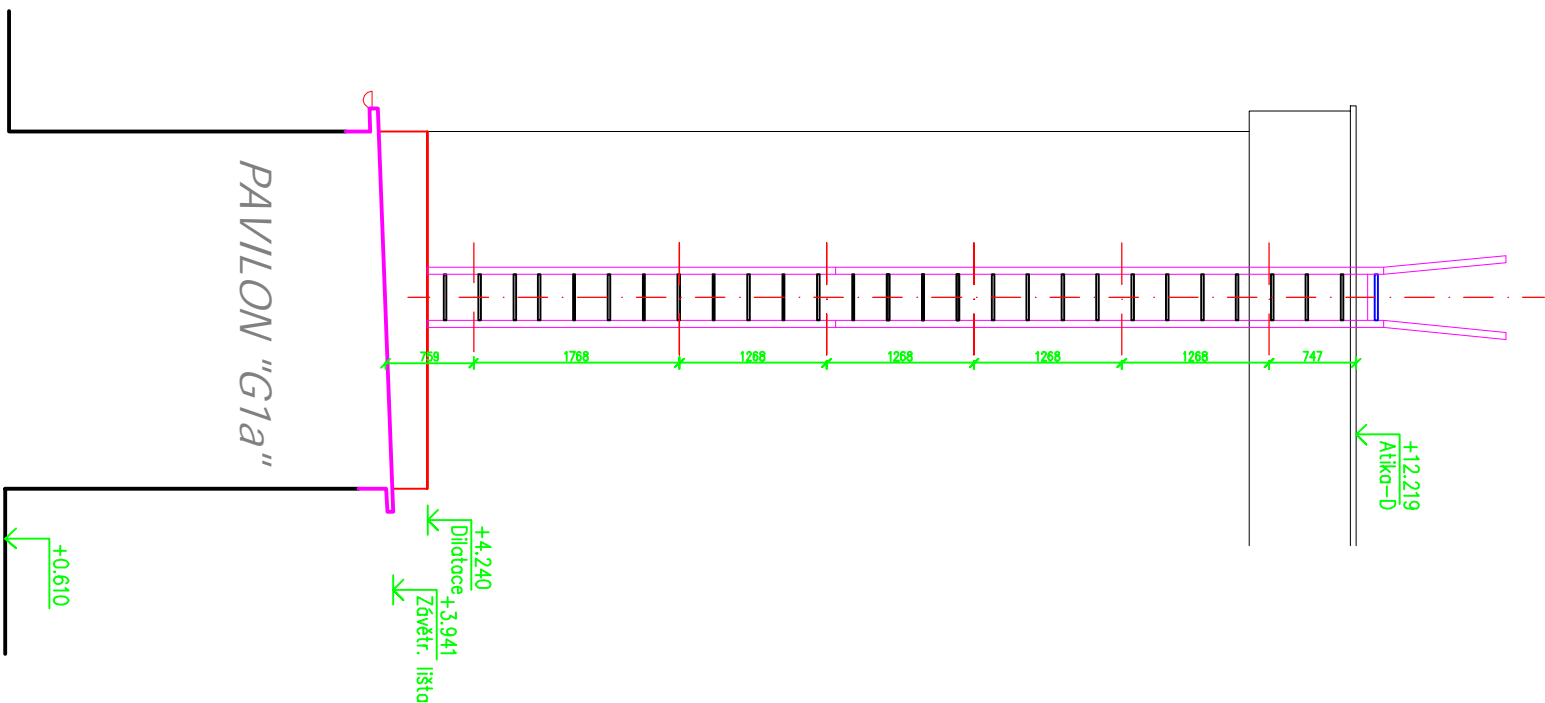 PAVILON "G1a"
759
1768
1268
1268
1268
1268
747
+12.219
Atika-D
+4.240
Dilatace
+3.941
Závětr. lišta
+0.610